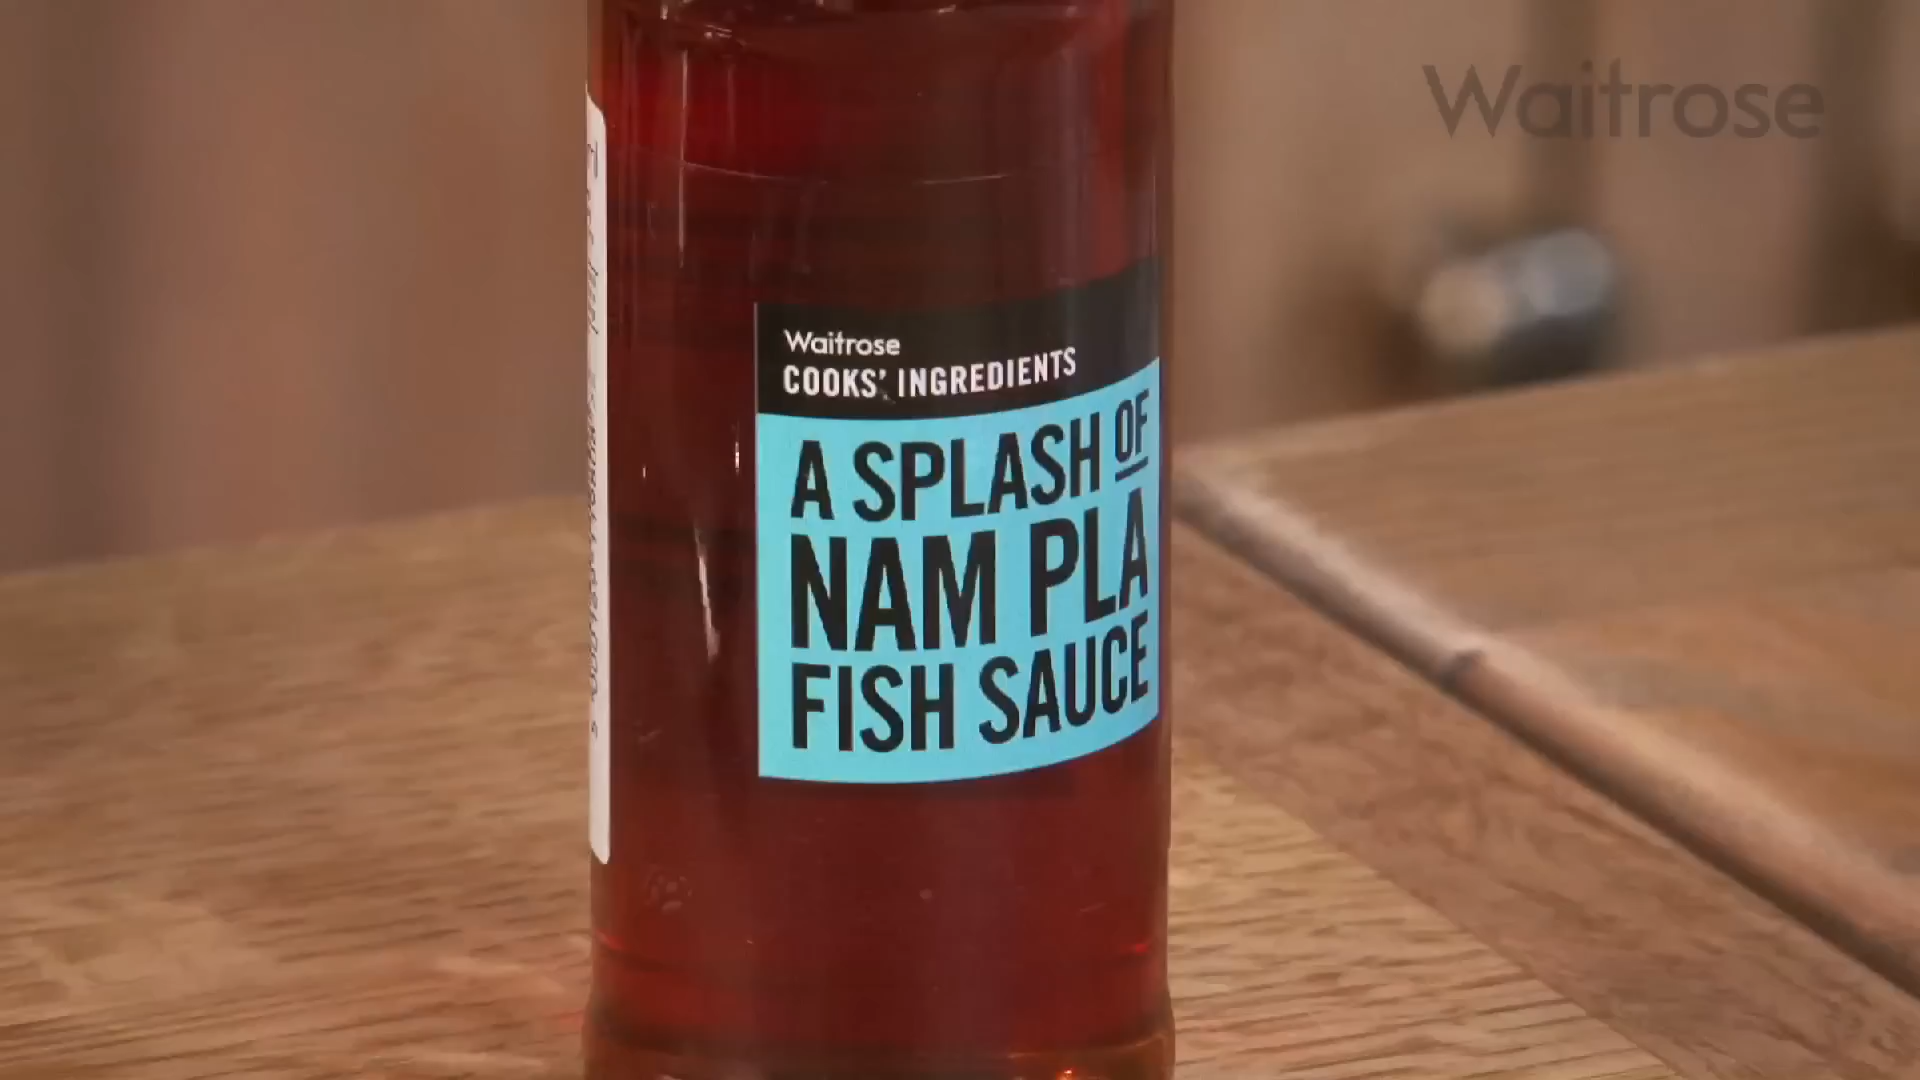 Waitrose
Waitrose
COOKS' INGREDIENTS
A SPLASH OF
NAM PLA
FISH SAUCE